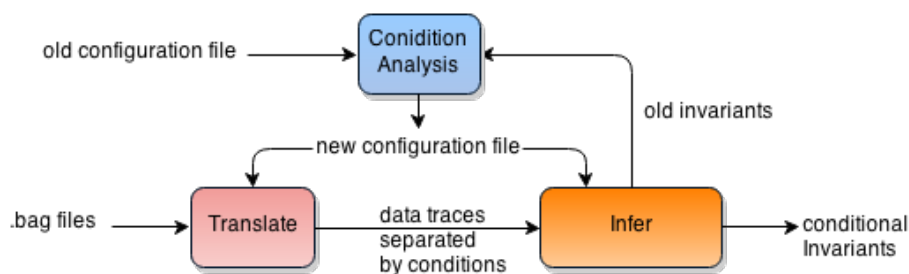 old configuration file
Conidition
Analysis
old invariants
new configuration file
.bag files
Translate
data traces
separated
by conditions
Infer
conditional
Invariants